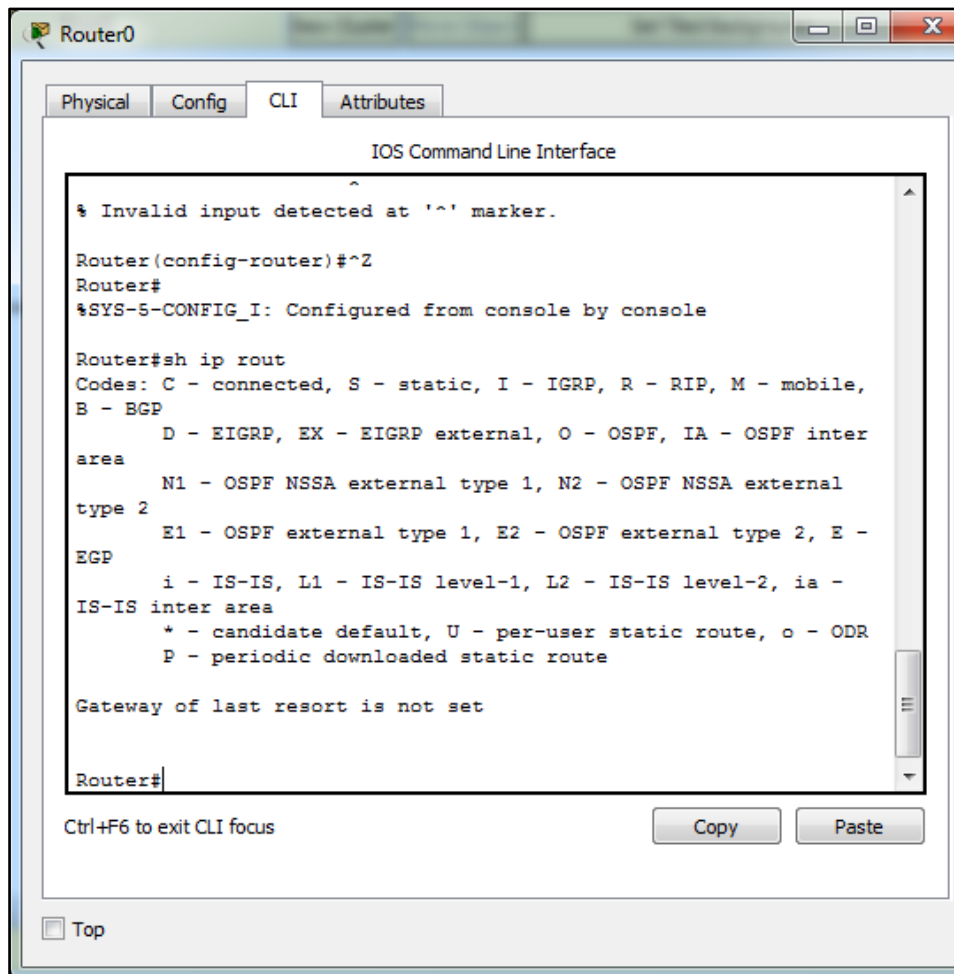 Router0
Physical Config CLI Attributes
IOS Command Line Interface
^
% Invalid input detected at '^' marker.
Router(config-router)#^Z
Router#
%SYS-5-CONFIG_I: Configured from console by console
Router#sh ip rout
Codes: C - connected, S - static, I - IGRP, R - RIP, M - mobile,
B - BGP
D - EIGRP, EX - EIGRP external, O - OSPF, IA - OSPF inter
area
N1 - OSPF NSSA external type 1, N2 - OSPF NSSA external
type 2
E1 - OSPF external type 1, E2 - OSPF external type 2, E -
EGP
i - IS-IS, L1 - IS-IS level-1, L2 - IS-IS level-2, ia -
IS-IS inter area
* - candidate default, U - per-user static route, o - ODR
P - periodic downloaded static route
Gateway of last resort is not set
Router#
Ctrl+F6 to exit CLI focus
Copy Paste
Top